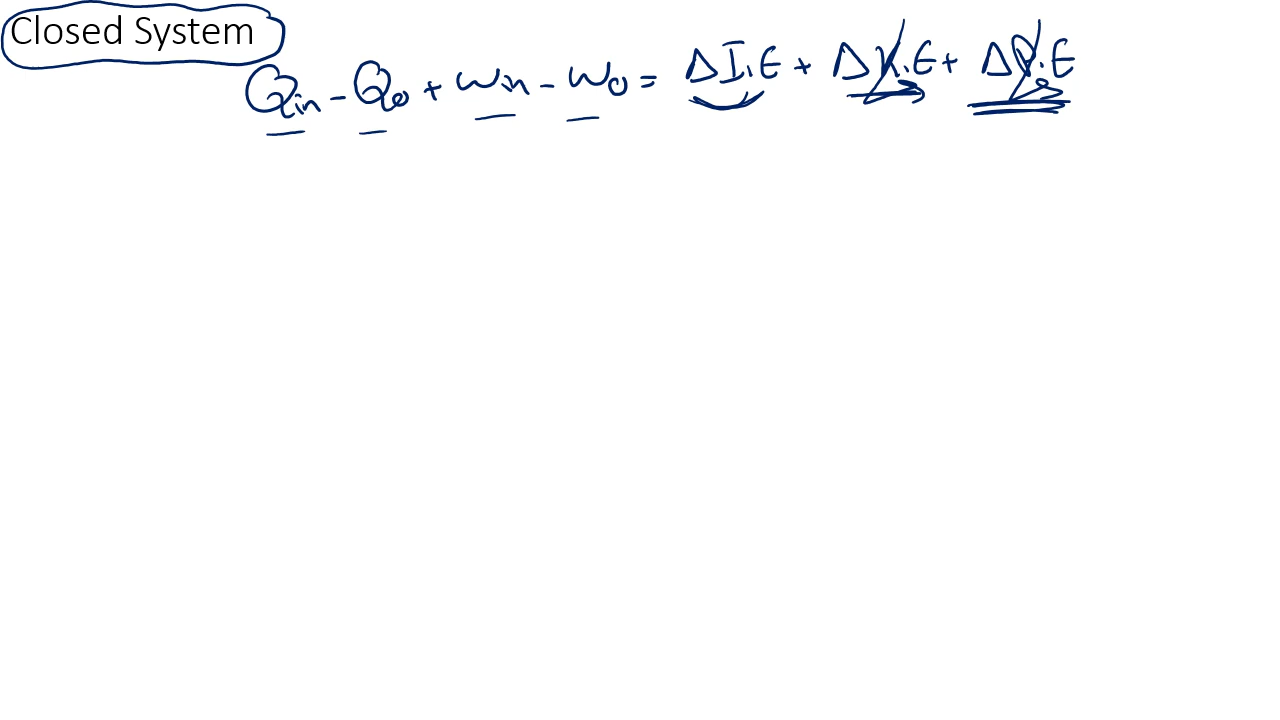 Closed System
Qin - Qo + Win - Wo = ΔI.E + ΔK.E + ΔP.E